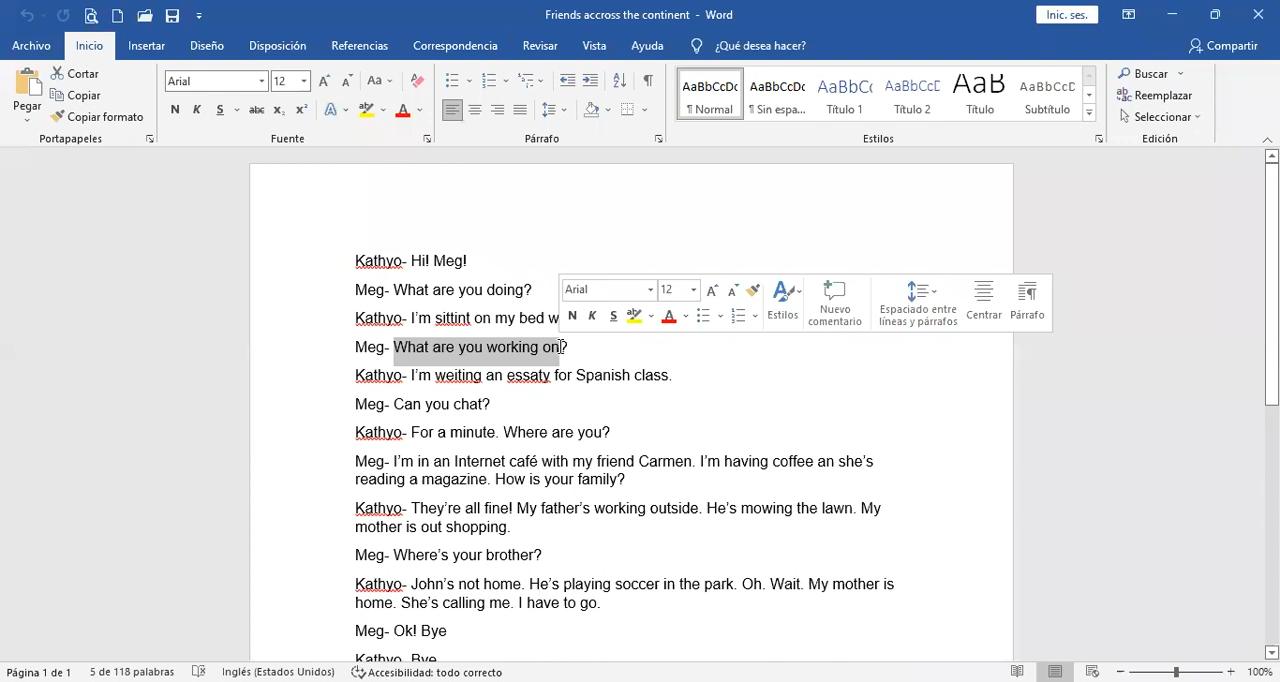 Friends accross the continent - Word
Inic. ses.
Archivo Inicio Insertar Diseño Disposición Referencias Correspondencia Revisar Vista Ayuda ¿Qué desea hacer? Compartir
Pegar
Cortar
Copiar
Copiar formato
Portapapeles
Arial 12
Aa
N K S abc x₂ x² A A
Fuente
Párrafo
AaBbCcDc AaBbCcDc AaBbCc AaBbCcD AaB AaBbCcD
¶ Normal ¶ Sin espa... Título 1 Título 2 Título Subtítulo
Estilos
Buscar
Reemplazar
Seleccionar
Edición
Kathyo- Hi! Meg!
Meg- What are you doing?
Kathyo- I’m sittint on my bed w
Meg- What are you working on?
Kathyo- I’m weiting an essaty for Spanish class.
Meg- Can you chat?
Kathyo- For a minute. Where are you?
Meg- I’m in an Internet café with my friend Carmen. I’m having coffee an she’s
reading a magazine. How is your family?
Kathyo- They’re all fine! My father’s working outside. He’s mowing the lawn. My
mother is out shopping.
Meg- Where’s your brother?
Kathyo- John’s not home. He’s playing soccer in the park. Oh. Wait. My mother is
home. She’s calling me. I have to go.
Meg- Ok! Bye
Kathyo- Bye
Arial 12
N K S A
Estilos
Nuevo
comentario
Espaciado entre
líneas y párrafos
Centrar
Párrafo
Página 1 de 1 5 de 118 palabras Inglés (Estados Unidos) Accesibilidad: todo correcto 100%